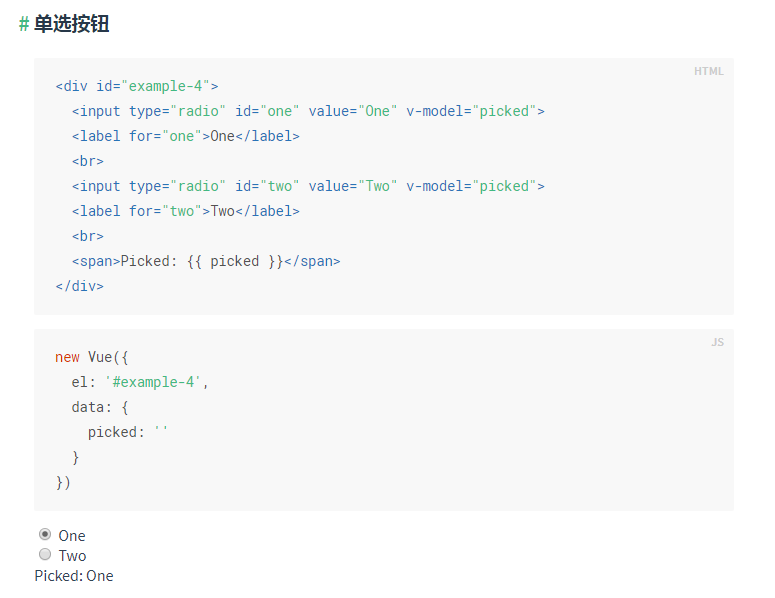 # 单选按钮
HTML
<div id="example-4">
  <input type="radio" id="one" value="One" v-model="picked">
  <label for="one">One</label>
  <br>
  <input type="radio" id="two" value="Two" v-model="picked">
  <label for="two">Two</label>
  <br>
  <span>Picked: {{ picked }}</span>
</div>
JS
new Vue({
  el: '#example-4',
  data: {
    picked: ''
  }
})
One
Two
Picked: One